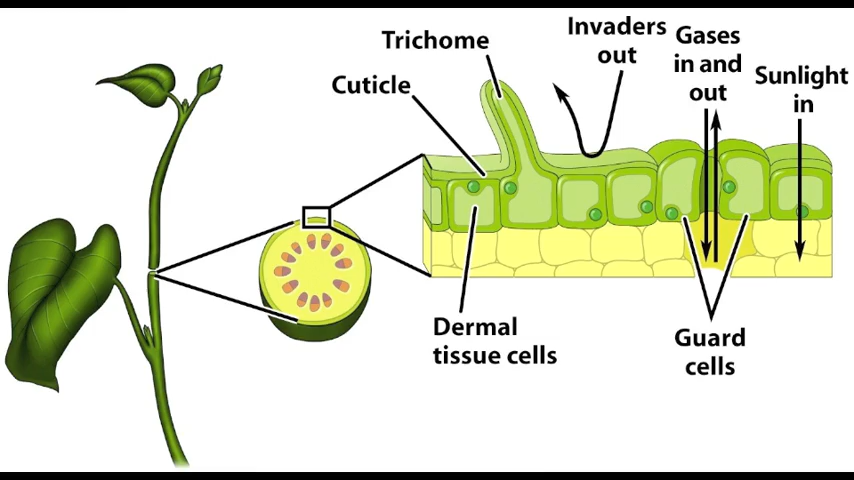 Trichome
Cuticle
Invaders
out
Gases
in and
out
Sunlight
in
Dermal
tissue cells
Guard
cells